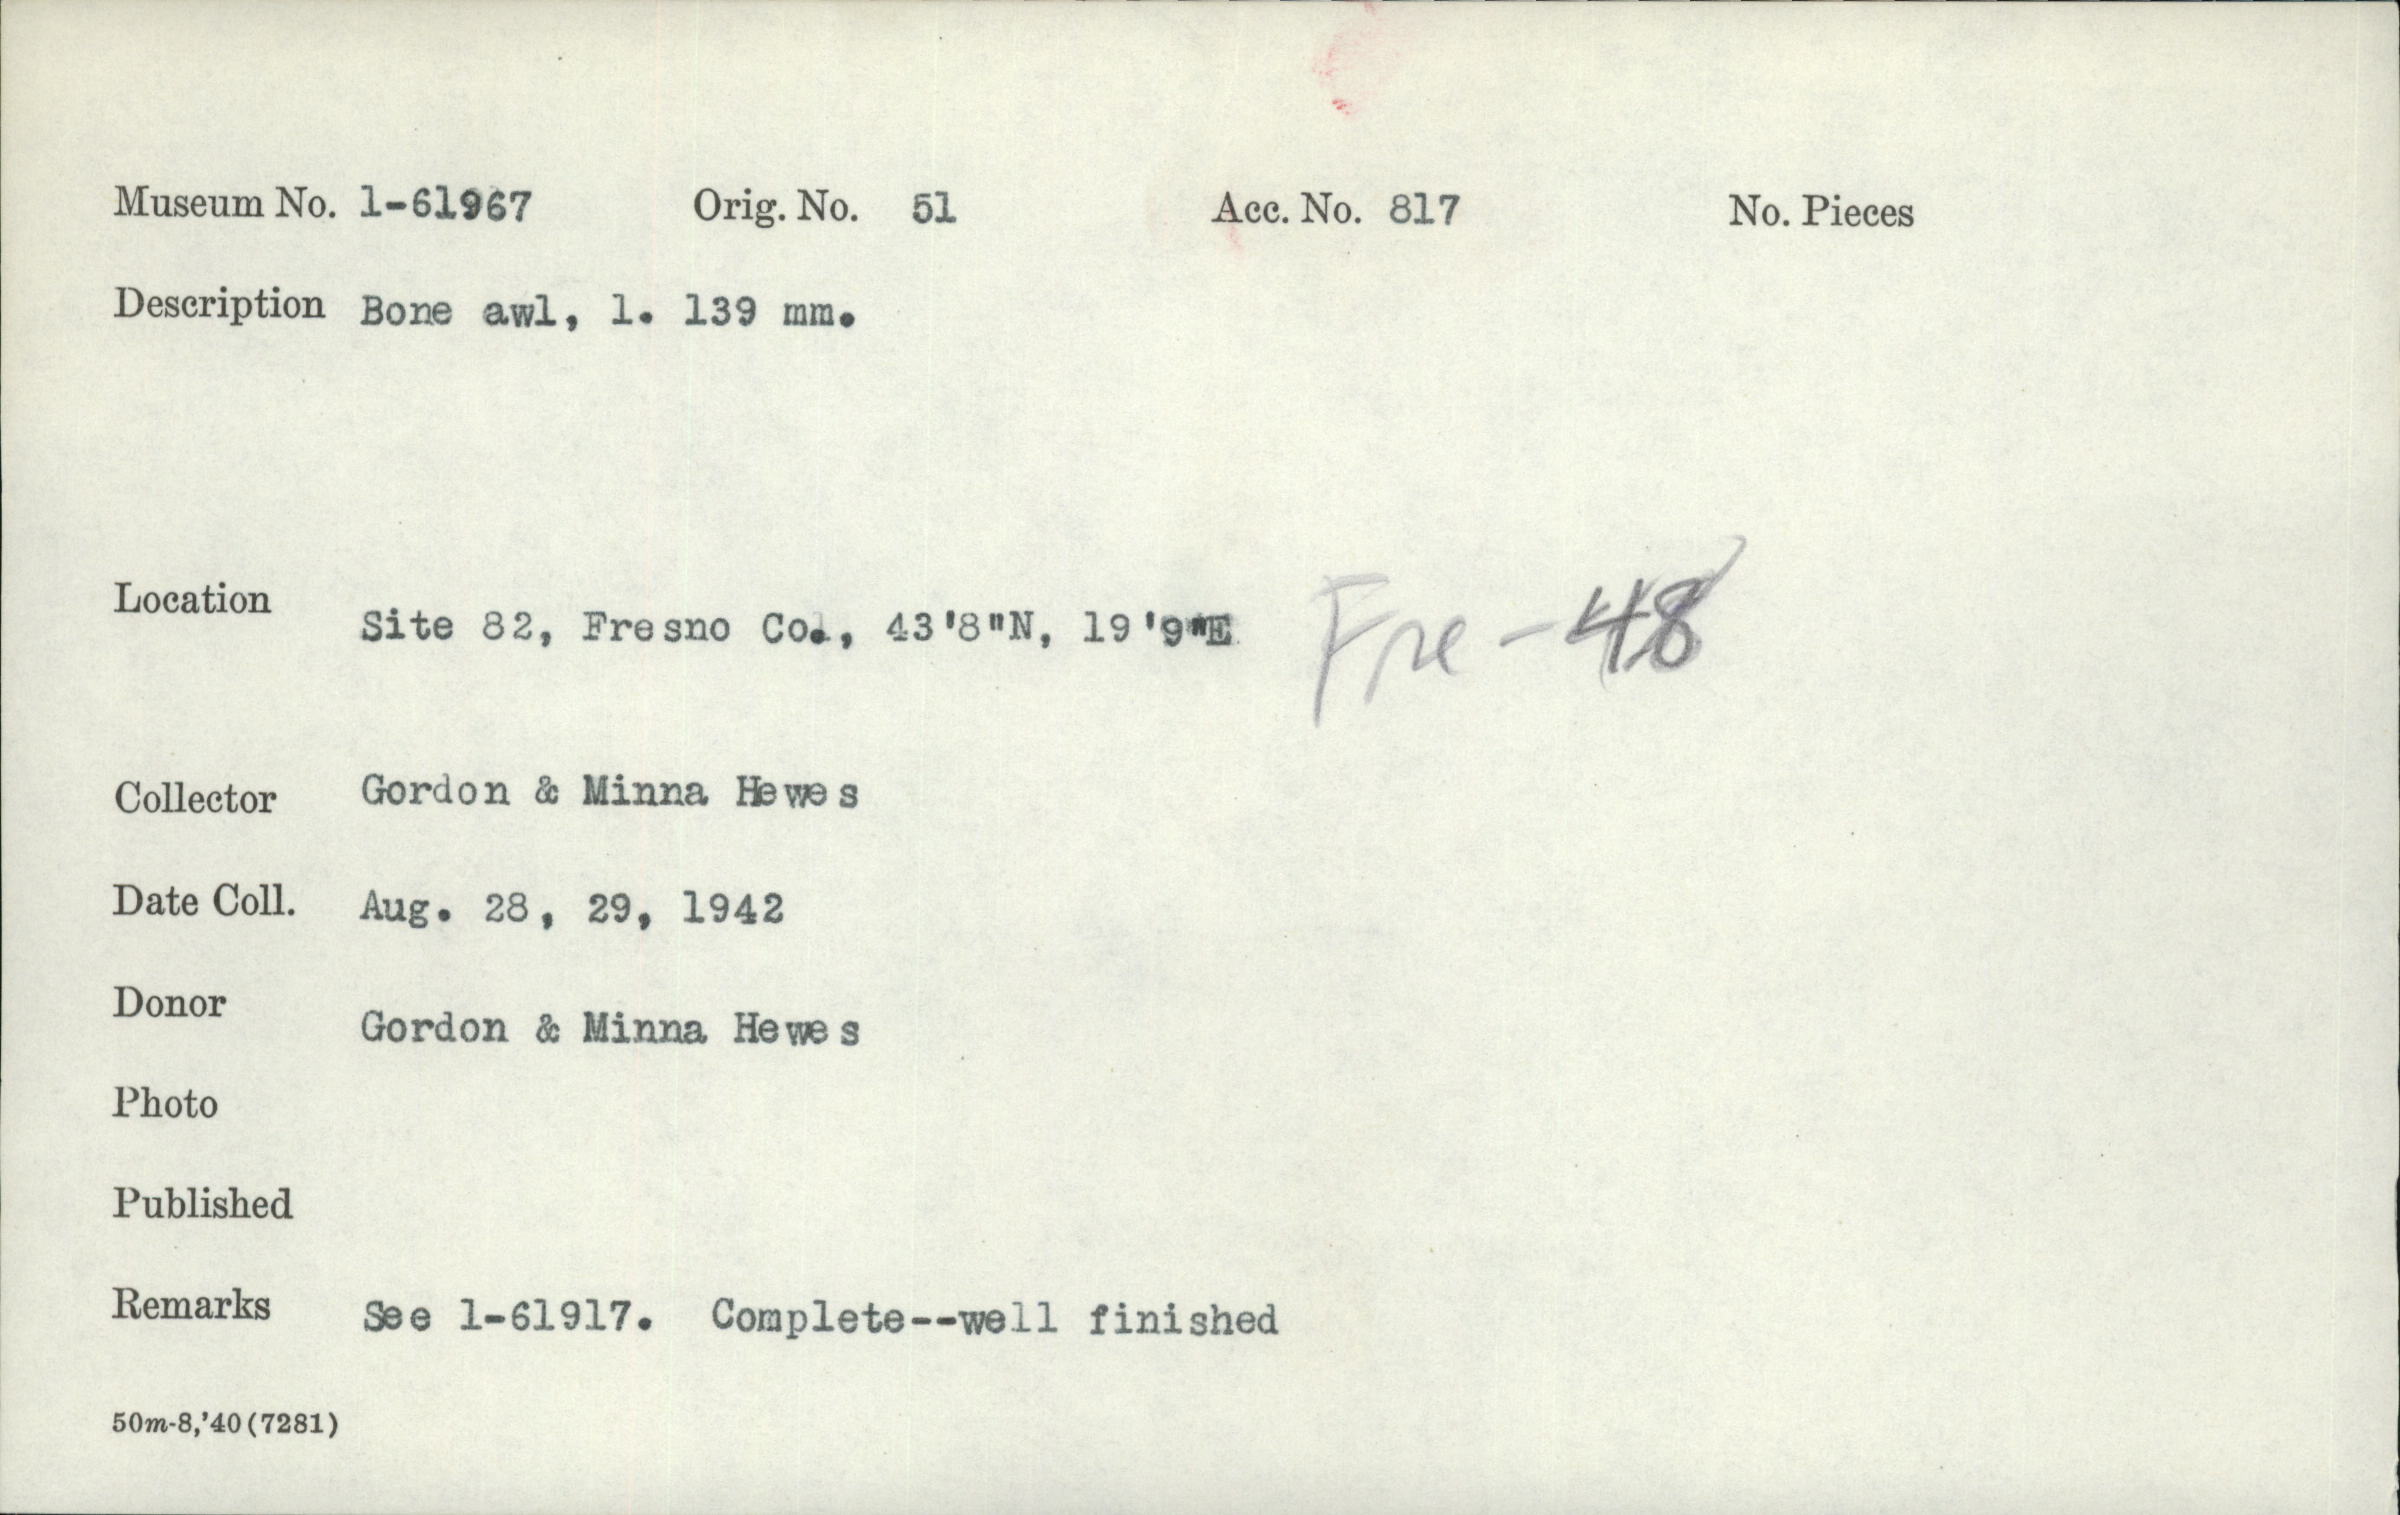 Museum No. 1-61967 Orig. No. 51 Acc. No. 817 No. Pieces
Description Bone awl, l. 139 mm.
Location Site 82, Fresno Co., 43'8"N, 19'9"E Fre-48
Collector Gordon & Minna Hewes
Date Coll. Aug. 28, 29, 1942
Donor Gordon & Minna Hewes
Photo
Published
Remarks See 1-61917. Complete--well finished
50m-8,'40(7281)